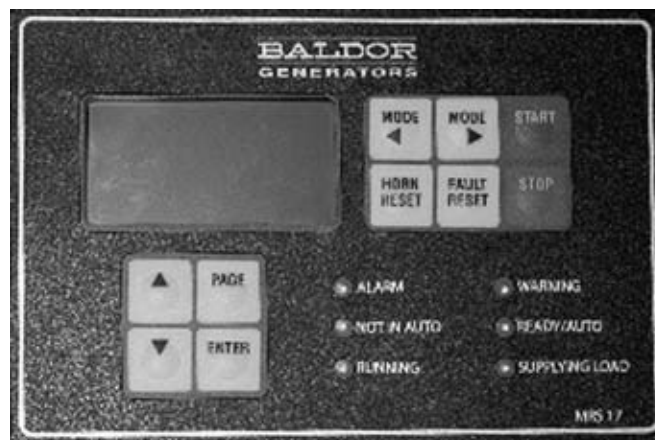 BALDOR
GENERATORS
MODE
MODE
START
HORN
RESET
FAULT
RESET
STOP
PAGE
ENTER
ALARM
WARNING
NOT IN AUTO
READY/AUTO
RUNNING
SUPPLYING LOAD
MRS 17